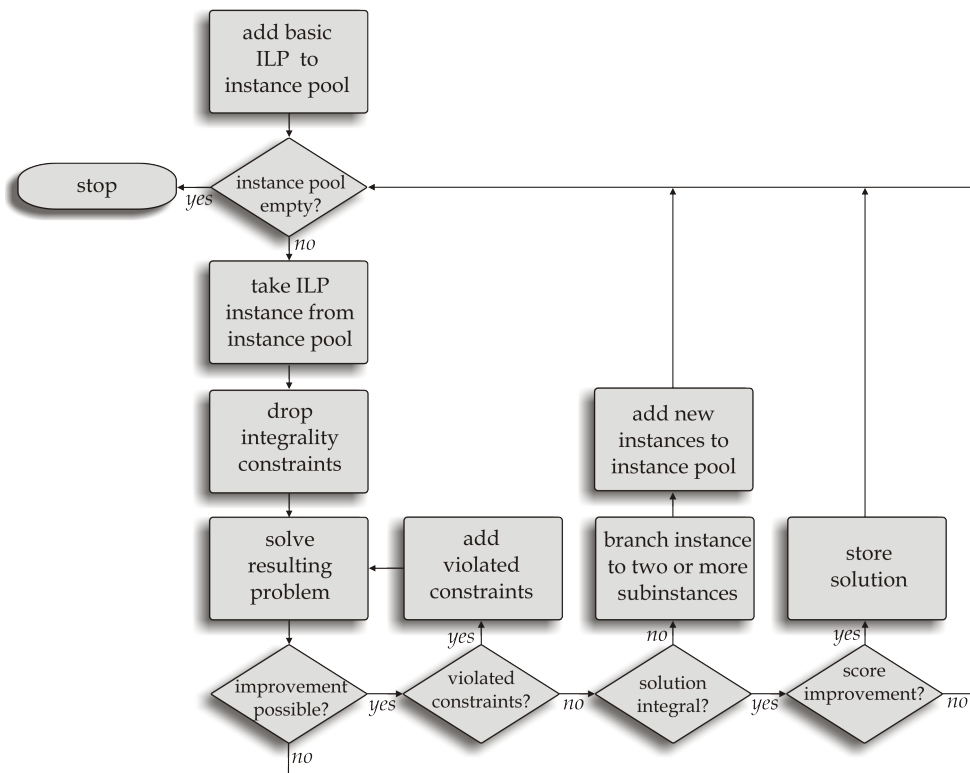 add basic
ILP to
instance pool
stop
yes
instance pool
empty?
no
take ILP
instance from
instance pool
drop
integrality
constraints
add new
instances to
instance pool
solve
resulting
problem
add
violated
constraints
branch instance
to two or more
subinstances
store
solution
yes
no
yes
improvement
possible?
yes
violated
constraints?
no
solution
integral?
yes
score
improvement?
no
no